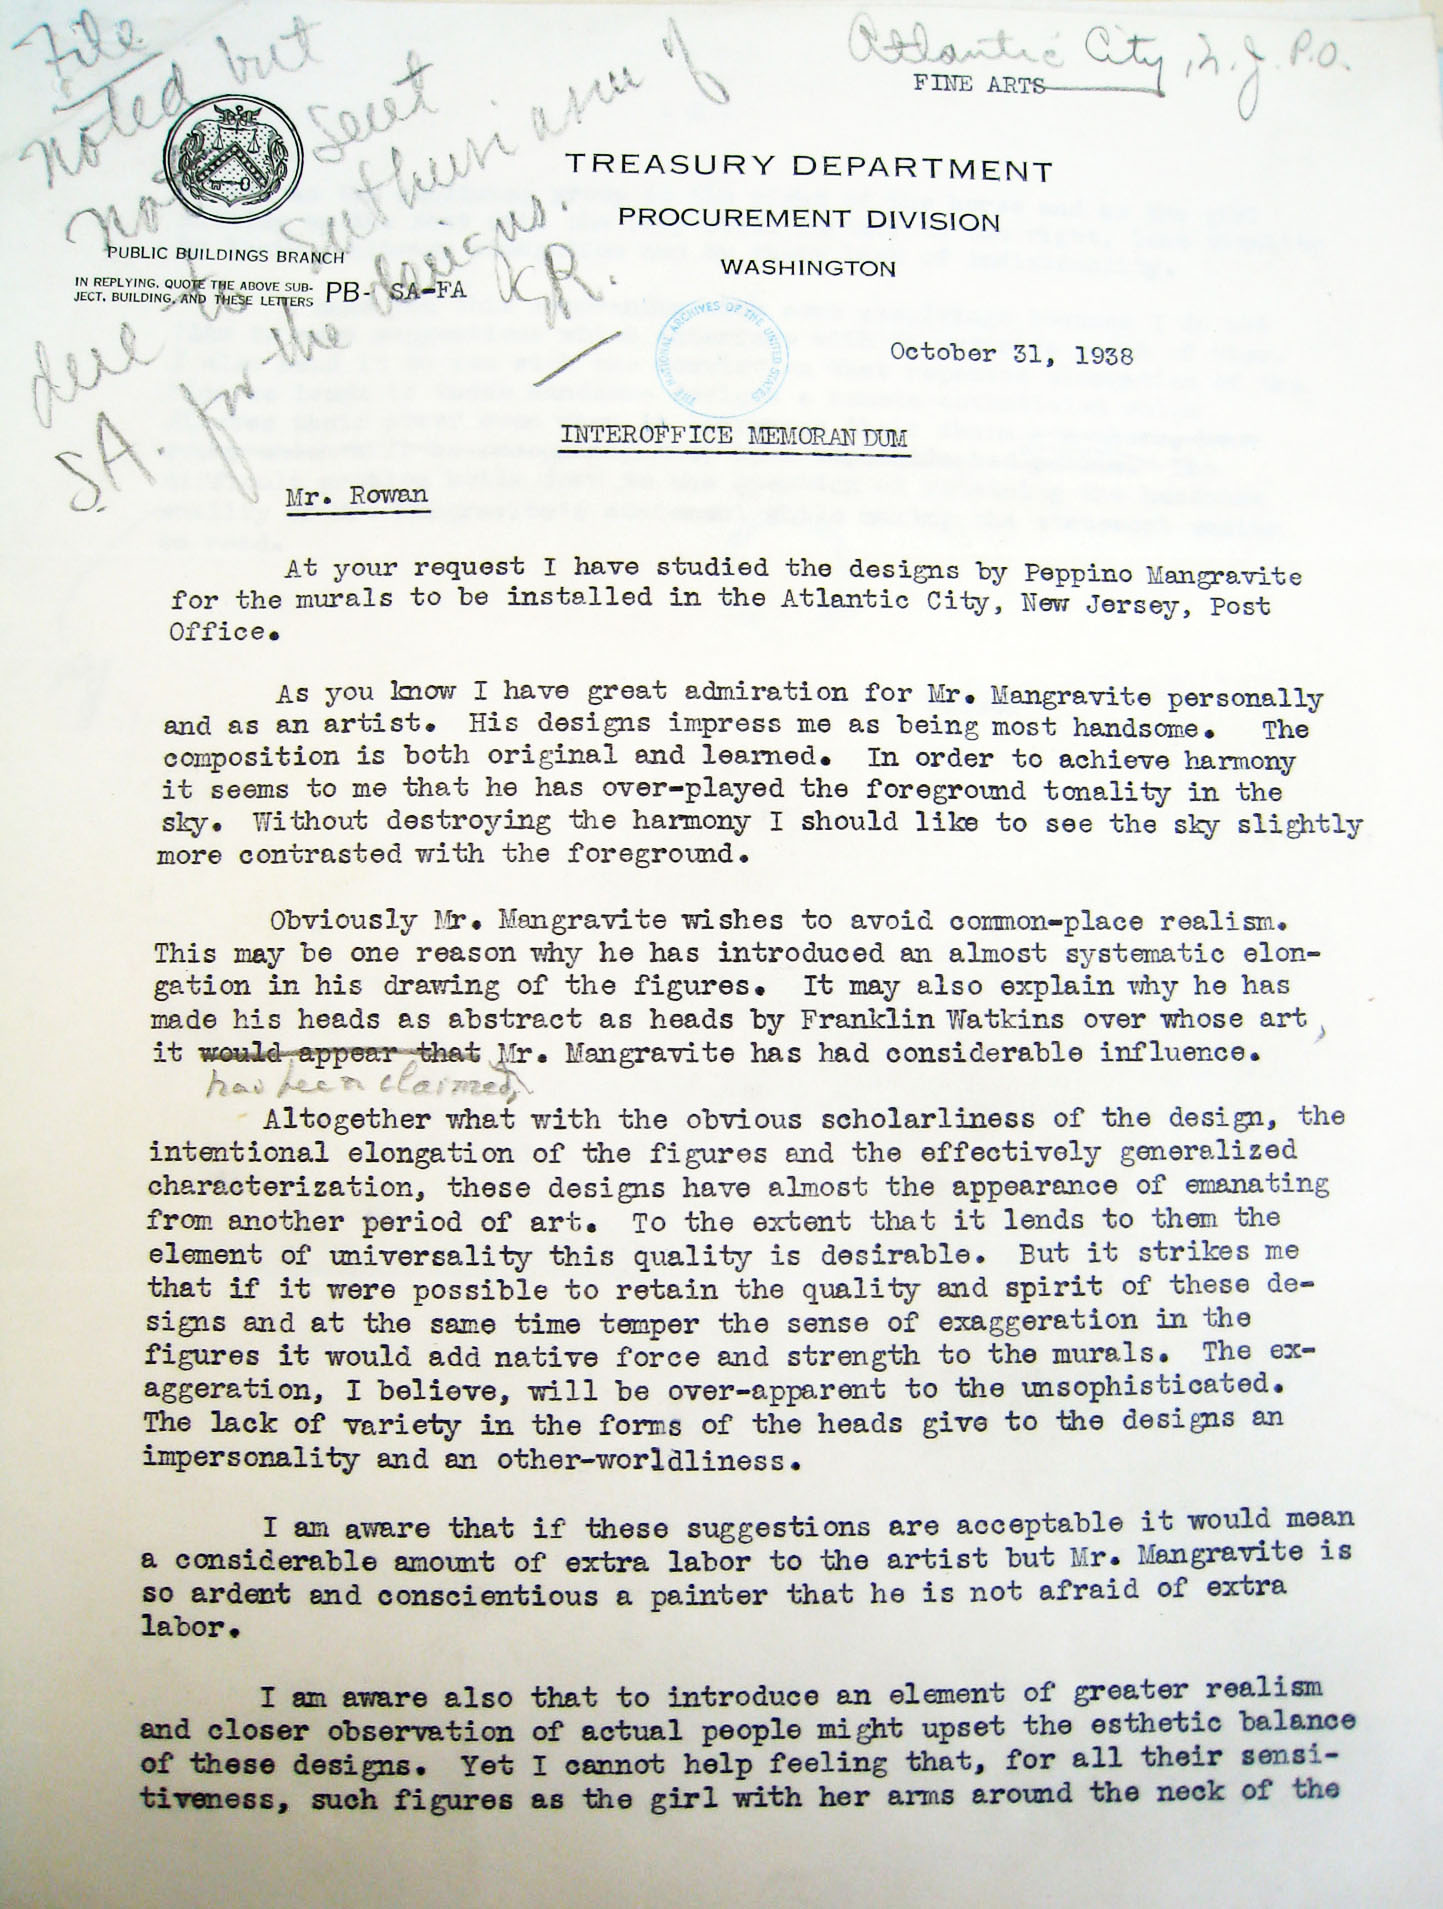 File
noted but
not sent
due to enthusiasm of
SA. for the designs.
ER.
Atlantic City, N.J. P.O.
FINE ARTS
TREASURY DEPARTMENT
PROCUREMENT DIVISION
WASHINGTON
PUBLIC BUILDINGS BRANCH
IN REPLYING, QUOTE THE ABOVE SUB-
JECT, BUILDING, AND THESE LETTERS PB- SA-FA
THE NATIONAL ARCHIVES OF THE UNITED STATES
October 31, 1938
INTEROFFICE MEMORANDUM
Mr. Rowan
At your request I have studied the designs by Peppino Mangravite
for the murals to be installed in the Atlantic City, New Jersey, Post
Office.
As you know I have great admiration for Mr. Mangravite personally
and as an artist. His designs impress me as being most handsome. The
composition is both original and learned. In order to achieve harmony
it seems to me that he has over-played the foreground tonality in the
sky. Without destroying the harmony I should like to see the sky slightly
more contrasted with the foreground.
Obviously Mr. Mangravite wishes to avoid common-place realism.
This may be one reason why he has introduced an almost systematic elon-
gation in his drawing of the figures. It may also explain why he has
made his heads as abstract as heads by Franklin Watkins over whose art,
it would appear that Mr. Mangravite has had considerable influence.
has been claimed,
Altogether what with the obvious scholarliness of the design, the
intentional elongation of the figures and the effectively generalized
characterization, these designs have almost the appearance of emanating
from another period of art. To the extent that it lends to them the
element of universality this quality is desirable. But it strikes me
that if it were possible to retain the quality and spirit of these de-
signs and at the same time temper the sense of exaggeration in the
figures it would add native force and strength to the murals. The ex-
aggeration, I believe, will be over-apparent to the unsophisticated.
The lack of variety in the forms of the heads give to the designs an
impersonality and an other-worldliness.
I am aware that if these suggestions are acceptable it would mean
a considerable amount of extra labor to the artist but Mr. Mangravite is
so ardent and conscientious a painter that he is not afraid of extra
labor.
I am aware also that to introduce an element of greater realism
and closer observation of actual people might upset the esthetic balance
of these designs. Yet I cannot help feeling that, for all their sensi-
tiveness, such figures as the girl with her arms around the neck of the